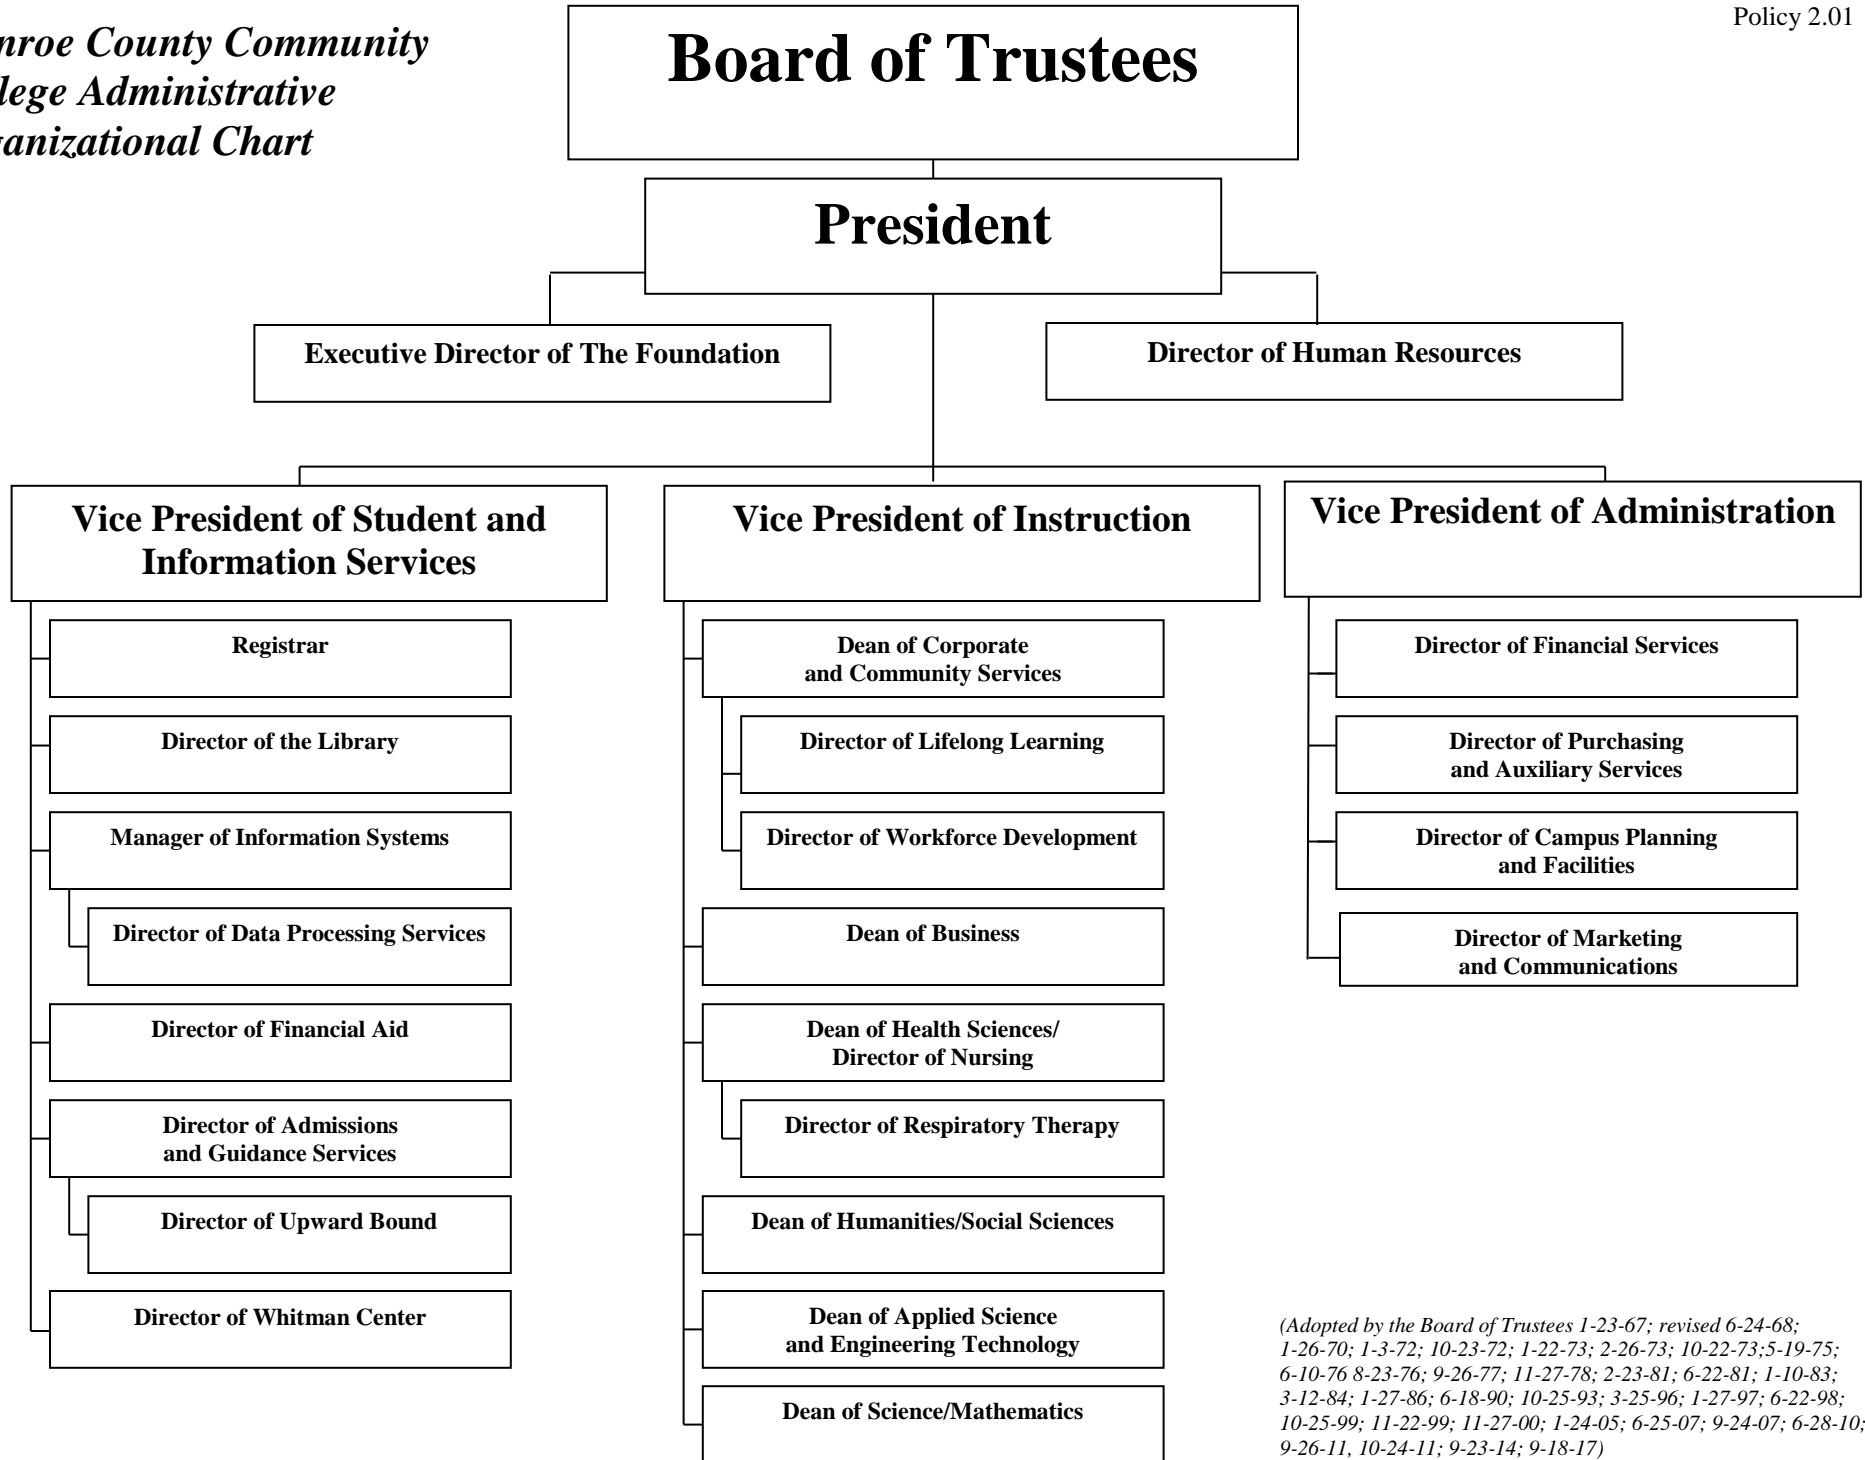 Policy 2.01
nroe County Community
lege Administrative
ganizational Chart
Board of Trustees
President
Executive Director of The Foundation
Director of Human Resources
Vice President of Student and
Information Services
Registrar
Director of the Library
Manager of Information Systems
Director of Data Processing Services
Director of Financial Aid
Director of Admissions
and Guidance Services
Director of Upward Bound
Director of Whitman Center
Vice President of Instruction
Dean of Corporate
and Community Services
Director of Lifelong Learning
Director of Workforce Development
Dean of Business
Dean of Health Sciences/
Director of Nursing
Director of Respiratory Therapy
Dean of Humanities/Social Sciences
Dean of Applied Science
and Engineering Technology
Dean of Science/Mathematics
Vice President of Administration
Director of Financial Services
Director of Purchasing
and Auxiliary Services
Director of Campus Planning
and Facilities
Director of Marketing
and Communications
(Adopted by the Board of Trustees 1-23-67; revised 6-24-68;
1-26-70; 1-3-72; 10-23-72; 1-22-73; 2-26-73; 10-22-73;5-19-75;
6-10-76 8-23-76; 9-26-77; 11-27-78; 2-23-81; 6-22-81; 1-10-83;
3-12-84; 1-27-86; 6-18-90; 10-25-93; 3-25-96; 1-27-97; 6-22-98;
10-25-99; 11-22-99; 11-27-00; 1-24-05; 6-25-07; 9-24-07; 6-28-10;
9-26-11, 10-24-11; 9-23-14; 9-18-17)